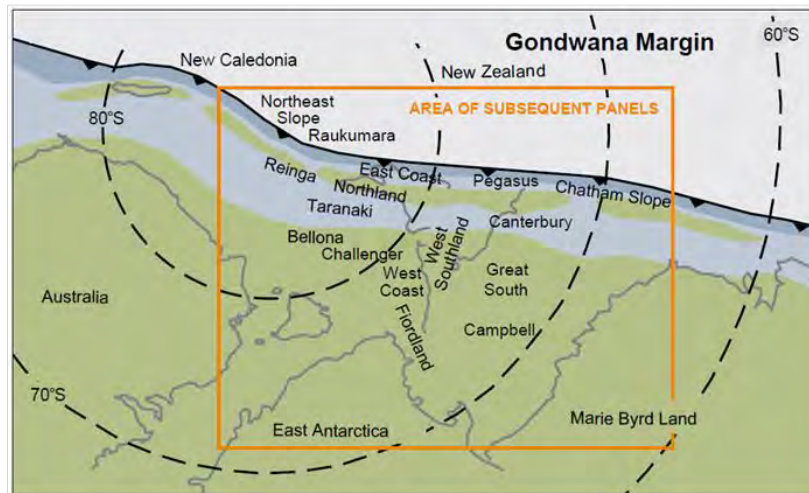 60°S
Gondwana Margin
New Caledonia
New Zealand
Northeast
Slope
AREA OF SUBSEQUENT PANELS
80°S
Raukumara
Reinga
East Coast
Pegasus
Chatham Slope
Northland
Taranaki
Canterbury
Bellona
Challenger
West
Southland
West
Coast
Great
South
Australia
Fiordland
Campbell
70°S
East Antarctica
Marie Byrd Land